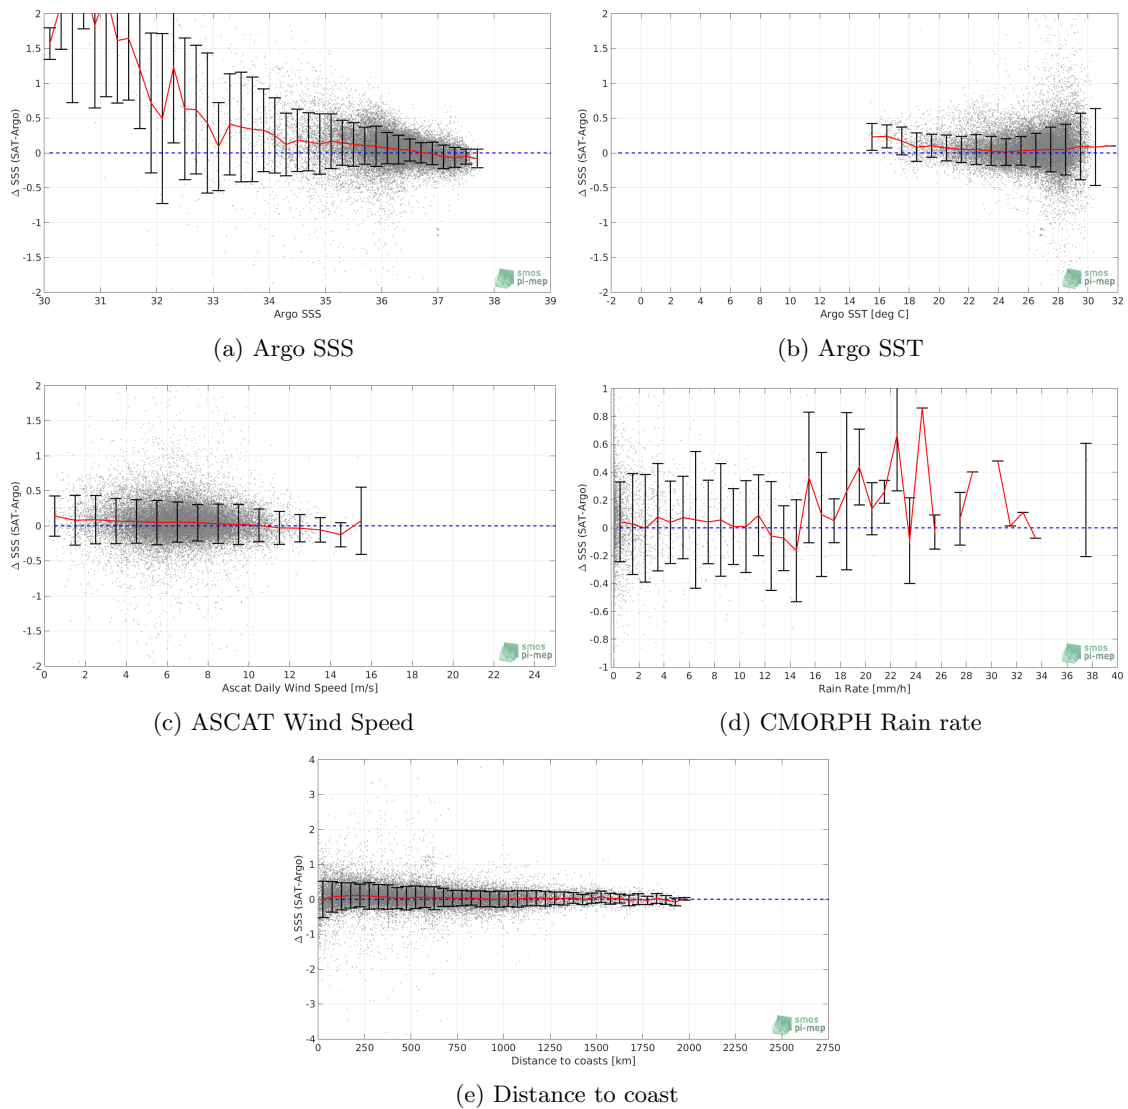 2
1.5
1
0.5
0
-0.5
-1
-1.5
-2
Δ SSS (SAT-Argo)
30 31 32 33 34 35 36 37 38 39
Argo SSS
smos
pi-mep
(a) Argo SSS
2
1.5
1
0.5
0
-0.5
-1
-1.5
-2
Δ SSS (SAT-Argo)
-2 0 2 4 6 8 10 12 14 16 18 20 22 24 26 28 30 32
Argo SST [deg C]
smos
pi-mep
(b) Argo SST
2
1.5
1
0.5
0
-0.5
-1
-1.5
-2
Δ SSS (SAT-Argo)
0 2 4 6 8 10 12 14 16 18 20 22 24
Ascat Daily Wind Speed [m/s]
smos
pi-mep
(c) ASCAT Wind Speed
1
0.8
0.6
0.4
0.2
0
-0.2
-0.4
-0.6
-0.8
-1
Δ SSS (SAT-Argo)
0 2 4 6 8 10 12 14 16 18 20 22 24 26 28 30 32 34 36 38 40
Rain Rate [mm/h]
smos
pi-mep
(d) CMORPH Rain rate
4
3
2
1
0
-1
-2
-3
-4
Δ SSS (SAT-Argo)
0 250 500 750 1000 1250 1500 1750 2000 2250 2500 2750
Distance to coasts [km]
smos
pi-mep
(e) Distance to coast